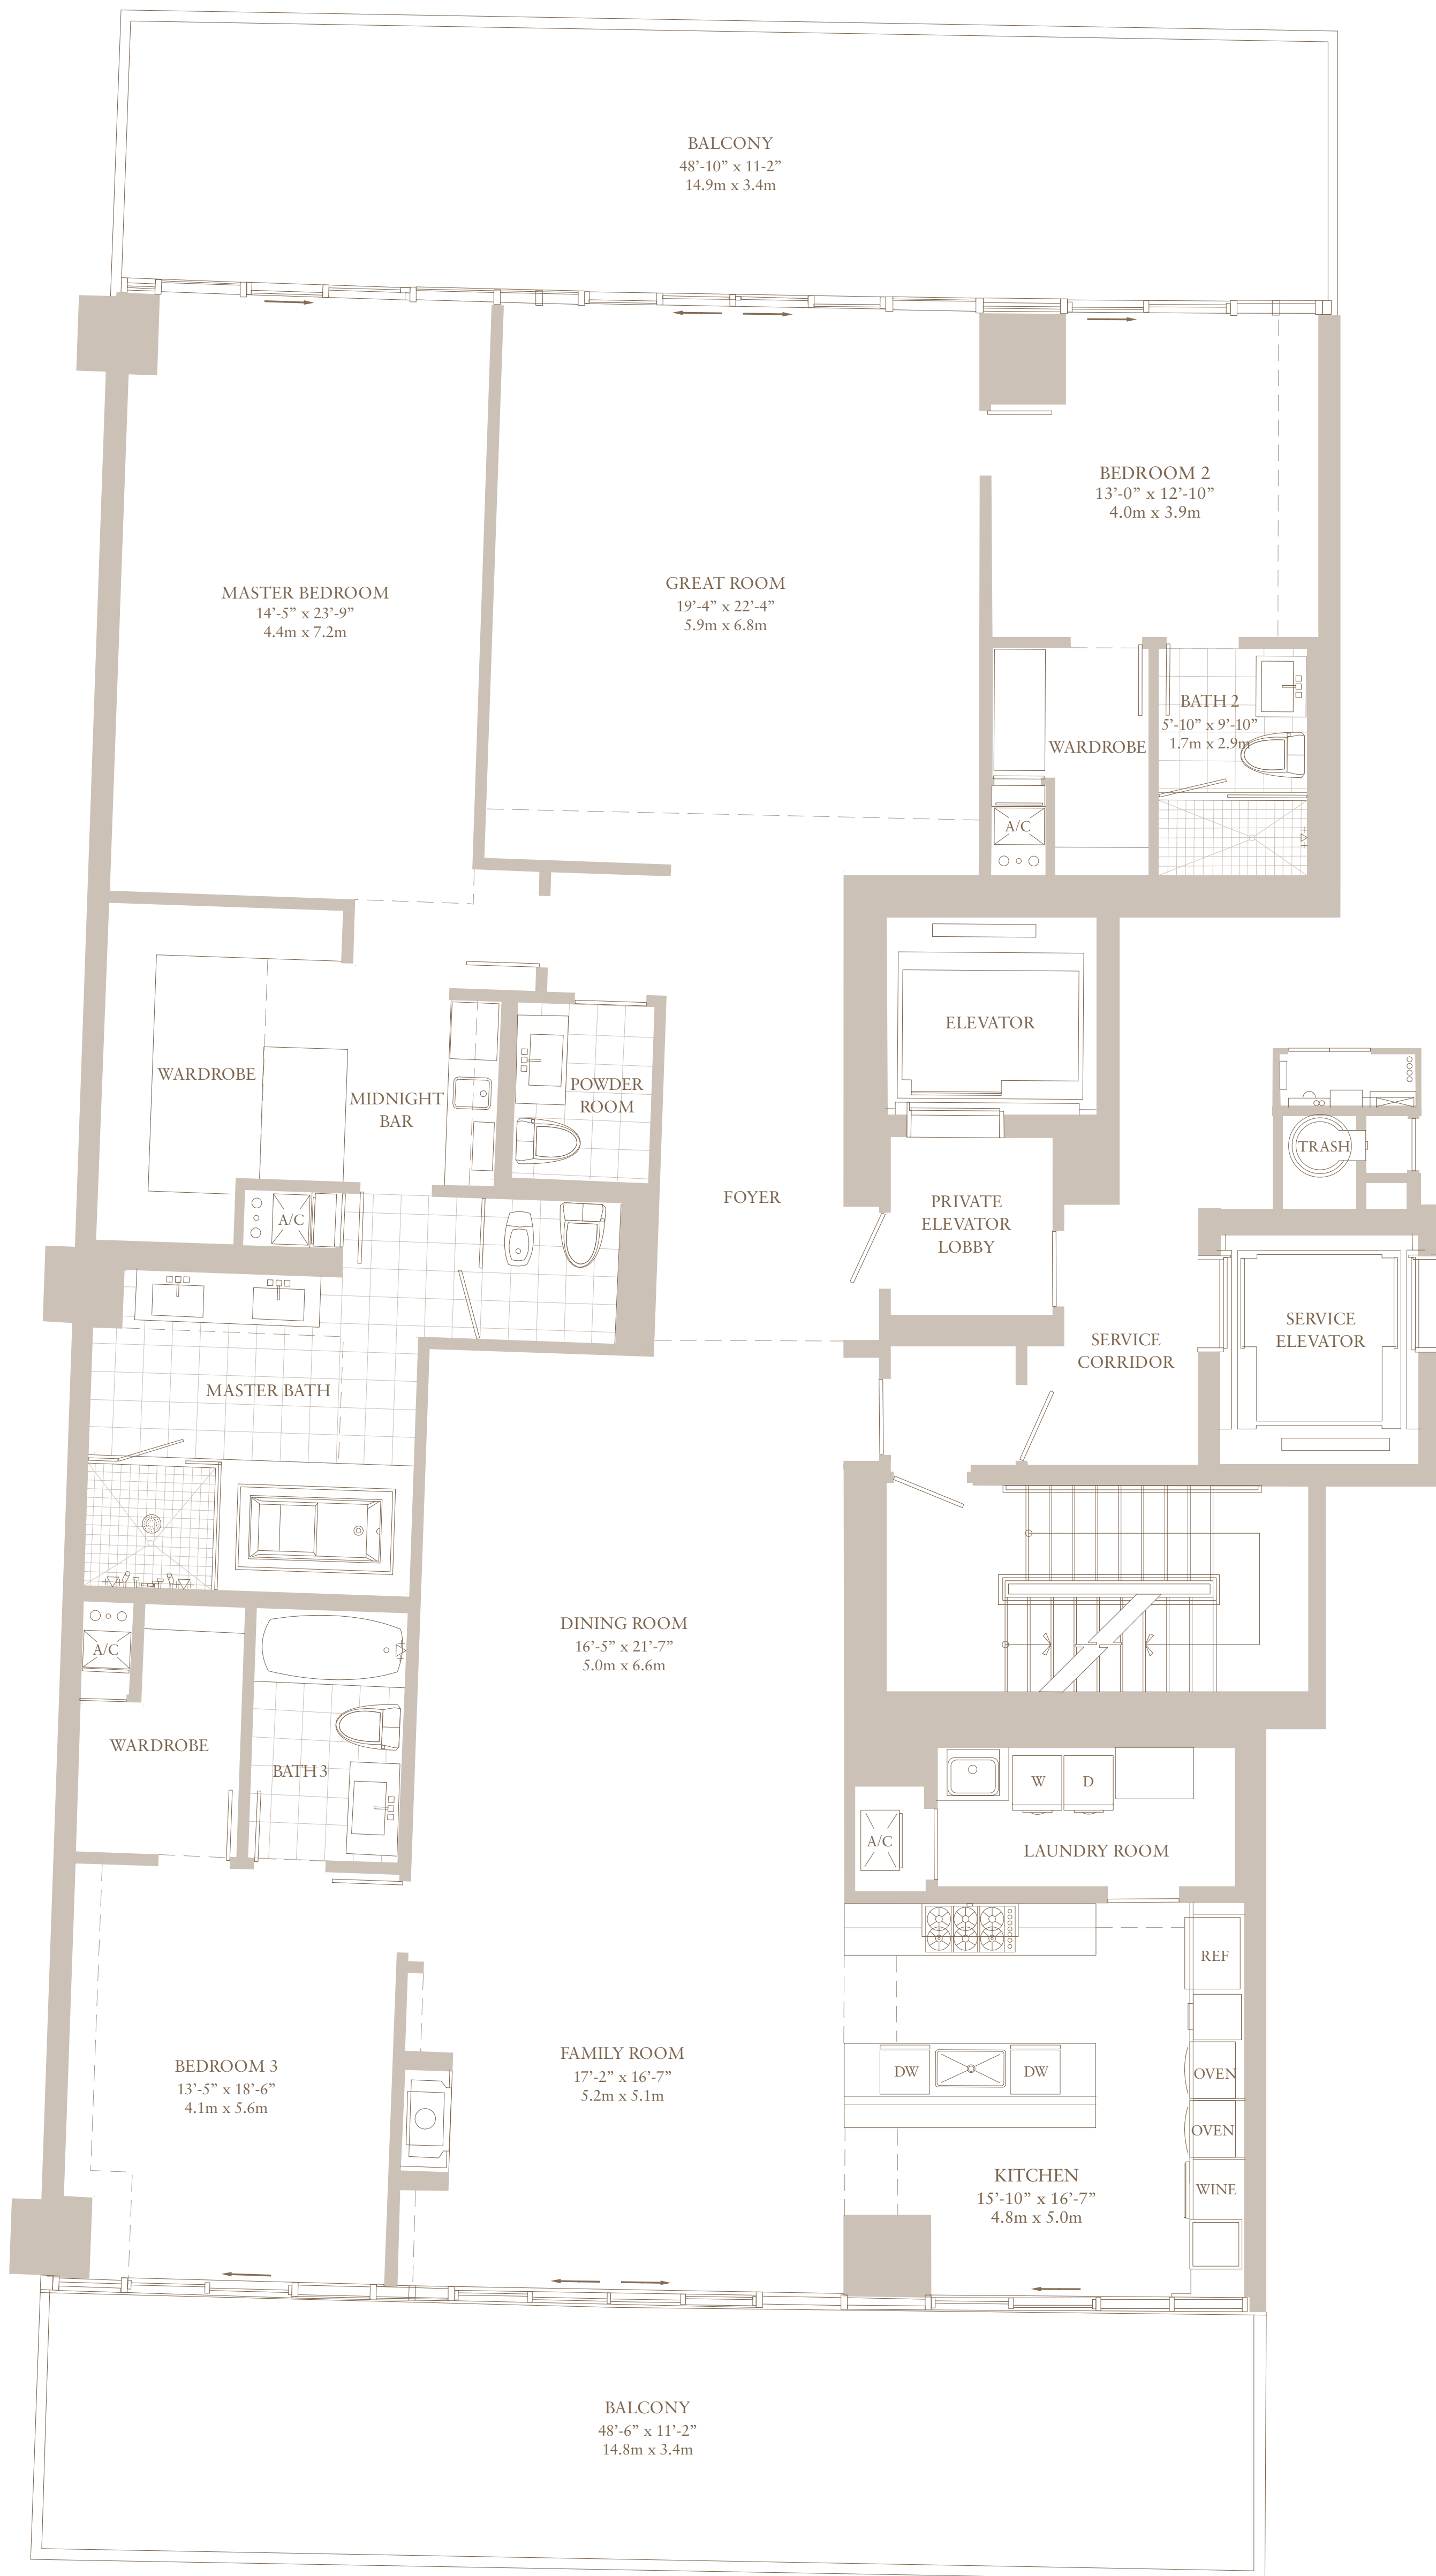 BALCONY
48’-10” x 11-2”
14.9m x 3.4m
BEDROOM 2
13’-0” x 12’-10”
4.0m x 3.9m
MASTER BEDROOM
14’-5” x 23’-9”
4.4m x 7.2m
GREAT ROOM
19’-4” x 22’-4”
5.9m x 6.8m
BATH 2
5’-10” x 9’-10”
1.7m x 2.9m
WARDROBE
A/C
ELEVATOR
WARDROBE
MIDNIGHT
BAR
POWDER
ROOM
TRASH
FOYER
PRIVATE
ELEVATOR
LOBBY
A/C
SERVICE
ELEVATOR
SERVICE
CORRIDOR
MASTER BATH
DINING ROOM
16’-5” x 21’-7”
5.0m x 6.6m
A/C
WARDROBE
BATH 3
W
D
A/C
LAUNDRY ROOM
REF
BEDROOM 3
13’-5” x 18’-6”
4.1m x 5.6m
FAMILY ROOM
17’-2” x 16’-7”
5.2m x 5.1m
DW
DW
OVEN
OVEN
KITCHEN
15’-10” x 16’-7”
4.8m x 5.0m
WINE
BALCONY
48’-6” x 11’-2”
14.8m x 3.4m